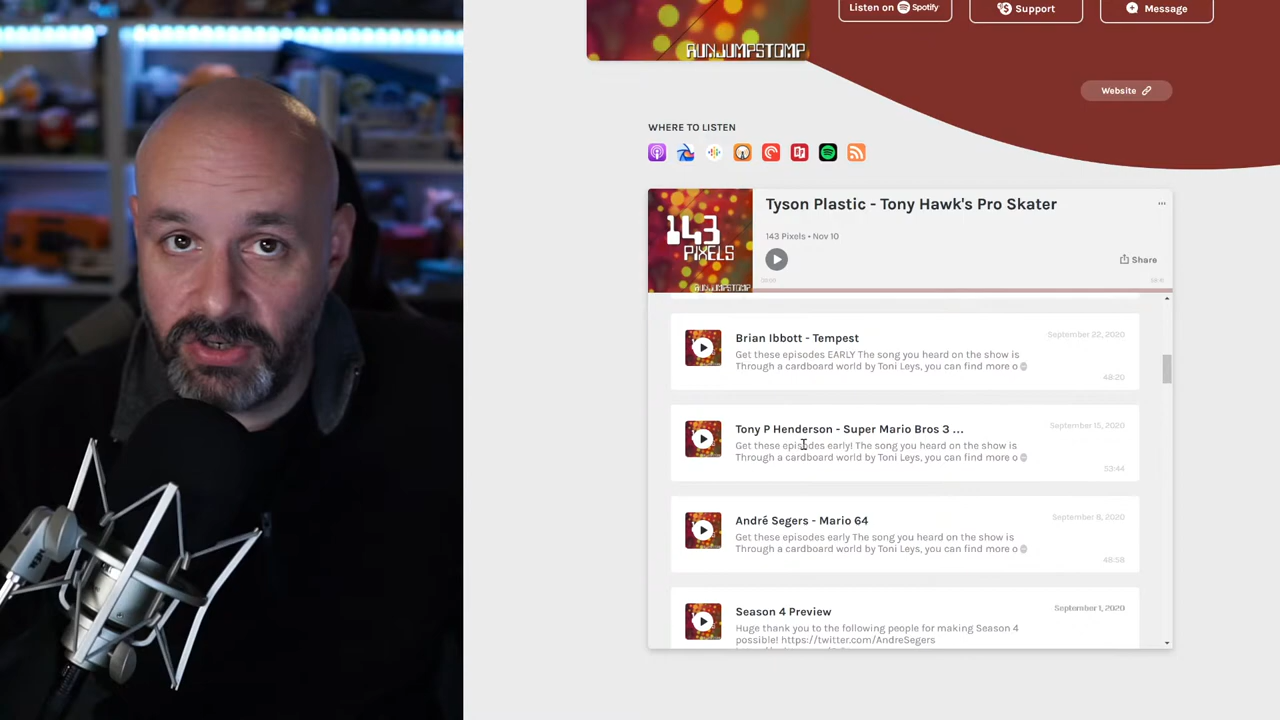 Listen on Spotify
Support
Message
RUNJUMPSTOMP
Website
WHERE TO LISTEN
143
PIXELS
RUNJUMPSTOMP
Tyson Plastic - Tony Hawk's Pro Skater
143 Pixels • Nov 10
Share
00:00
Brian Ibbott - Tempest
September 22, 2020
Get these episodes EARLY The song you heard on the show is
Through a cardboard world by Toni Leys, you can find more o
48:20
Tony P Henderson - Super Mario Bros 3 ...
September 15, 2020
Get these episodes early! The song you heard on the show is
Through a cardboard world by Toni Leys, you can find more o
53:44
André Segers - Mario 64
September 8, 2020
Get these episodes early The song you heard on the show is
Through a cardboard world by Toni Leys, you can find more o
46:58
Season 4 Preview
September 1, 2020
Huge thank you to the following people for making Season 4
possible! https://twitter.com/AndreSegers